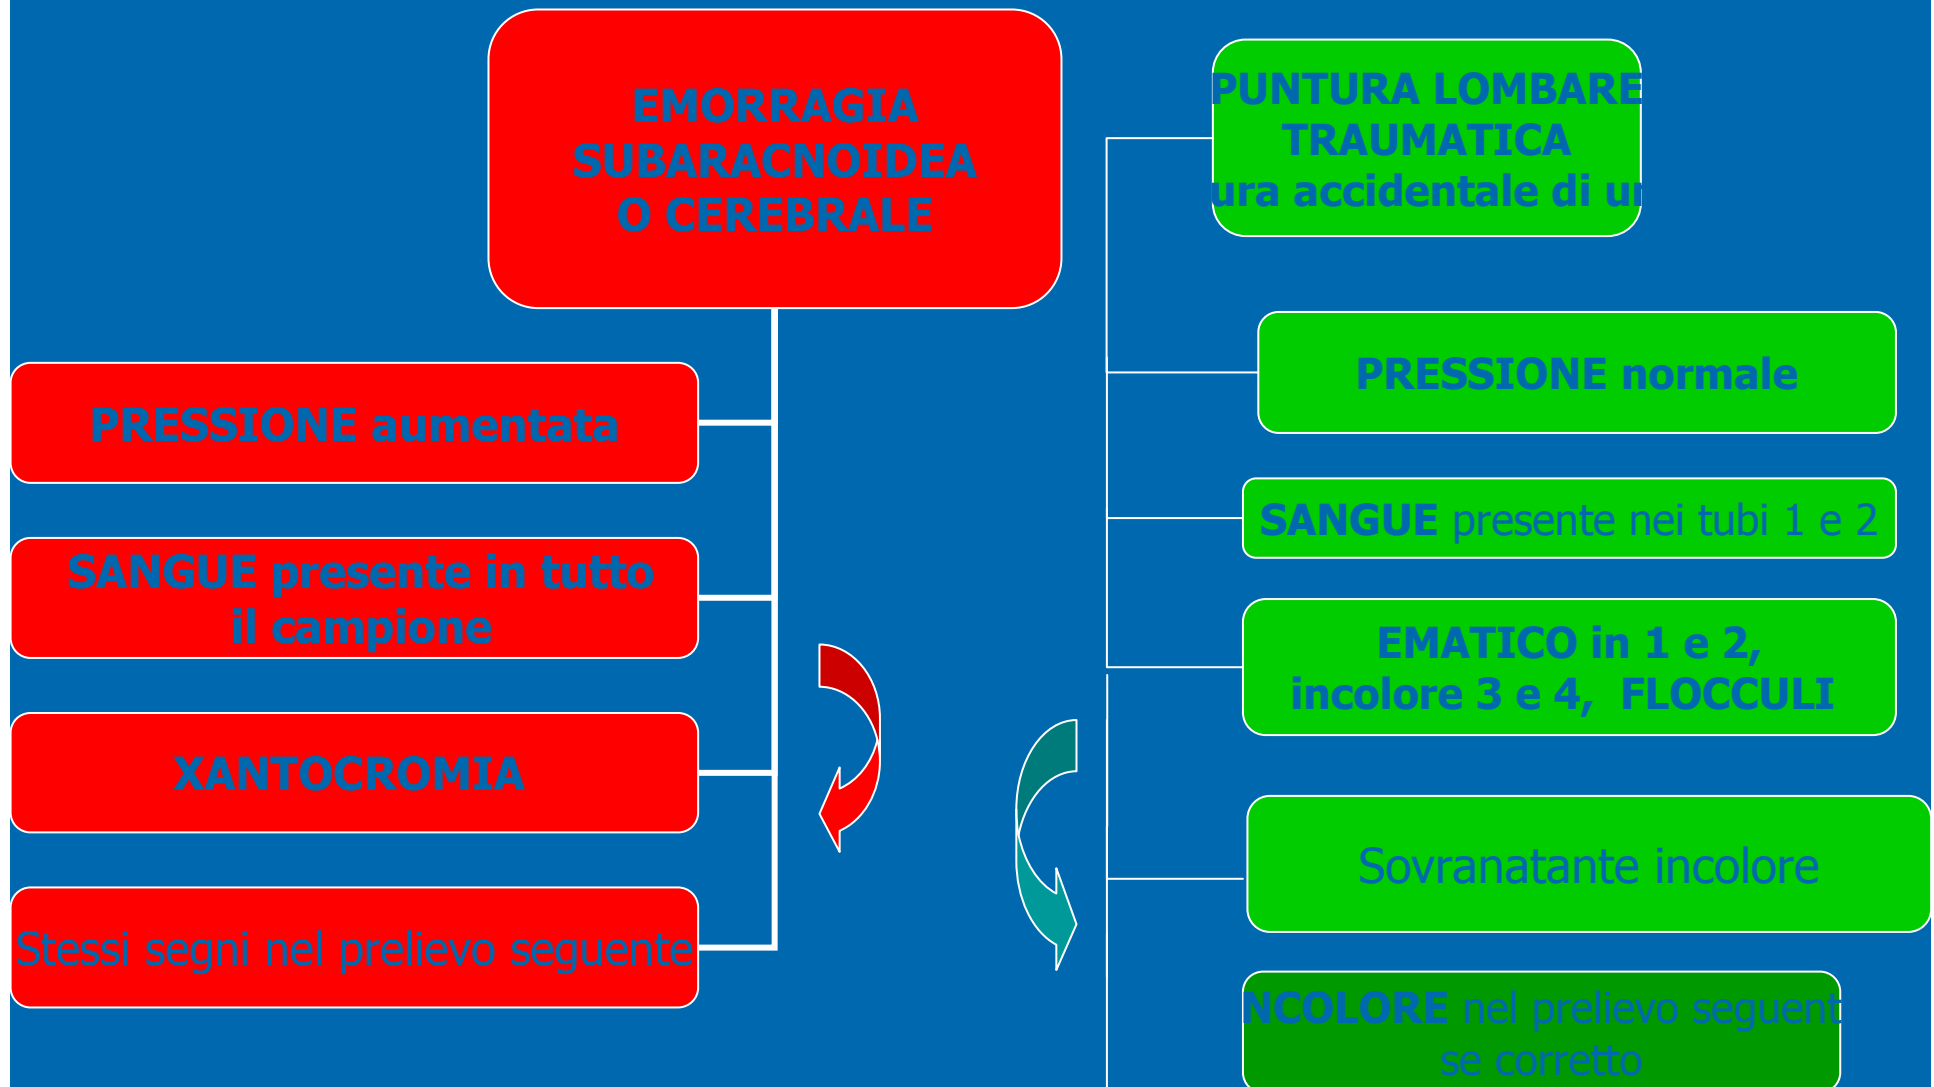 EMORRAGIA
SUBARACNOIDEA
O CEREBRALE
PRESSIONE aumentata
SANGUE presente in tutto
il campione
XANTOCROMIA
Stessi segni nel prelievo seguente
PUNTURA LOMBARE
TRAUMATICA
accidentale di
PRESSIONE normale
SANGUE presente nei tubi 1 e 2
EMATICO in 1 e 2,
incolore 3 e 4, FLOCCULI
Sovranatante incolore
NCOLORE nel prelievo seguent
se corretto